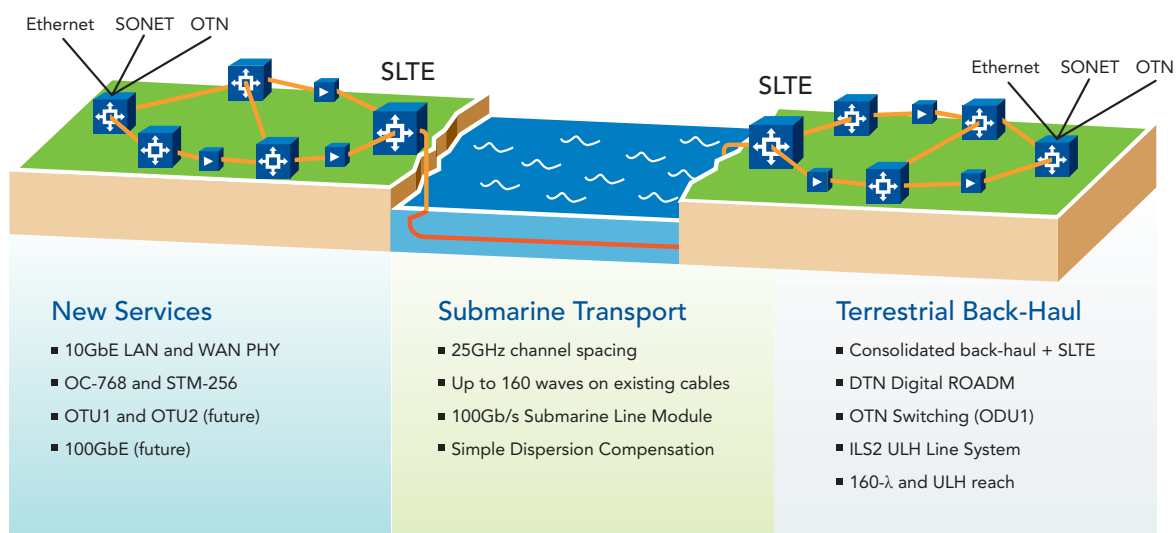 Ethernet SONET OTN
SLTE
SLTE
Ethernet SONET OTN
New Services
▪ 10GbE LAN and WAN PHY
▪ OC-768 and STM-256
▪ OTU1 and OTU2 (future)
▪ 100GbE (future)
Submarine Transport
▪ 25GHz channel spacing
▪ Up to 160 waves on existing cables
▪ 100Gb/s Submarine Line Module
▪ Simple Dispersion Compensation
Terrestrial Back-Haul
▪ Consolidated back-haul + SLTE
▪ DTN Digital ROADM
▪ OTN Switching (ODU1)
▪ ILS2 ULH Line System
▪ 160-λ and ULH reach